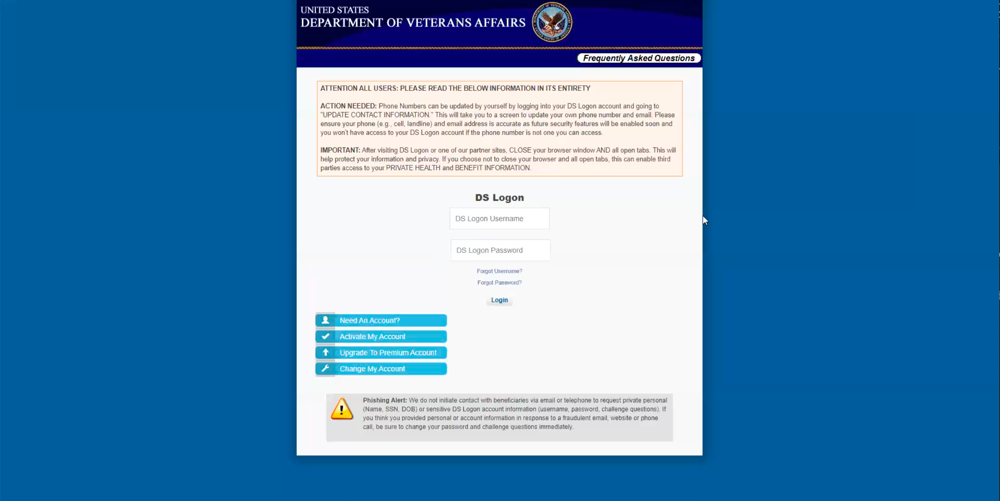 UNITED STATES
DEPARTMENT OF VETERANS AFFAIRS
Frequently Asked Questions
ATTENTION ALL USERS: PLEASE READ THE BELOW INFORMATION IN ITS ENTIRETY
ACTION NEEDED: Phone Numbers can be updated by yourself by logging into your DS Logon account and going to
"UPDATE CONTACT INFORMATION." This will take you to a screen to update your own phone number and email. Please
ensure your phone (e.g., cell, landline) and email address is accurate as future security features will be enabled soon and
you won't have access to your DS Logon account if the phone number is not one you can access.
IMPORTANT: After visiting DS Logon or one of our partner sites, CLOSE your browser window AND all open tabs. This will
help protect your information and privacy. If you choose not to close your browser and all open tabs, this can enable third
parties access to your PRIVATE HEALTH and BENEFIT INFORMATION.
DS Logon
DS Logon Username
DS Logon Password
Forgot Username?
Forgot Password?
Login
Need An Account?
Activate My Account
Upgrade To Premium Account
Change My Account
Phishing Alert: We do not initiate contact with beneficiaries via email or telephone to request private personal
(Name, SSN, DOB) or sensitive DS Logon account information (username, password, challenge questions). If
you think you provided personal or account information in response to a fraudulent email, website or phone
call, be sure to change your password and challenge questions immediately.